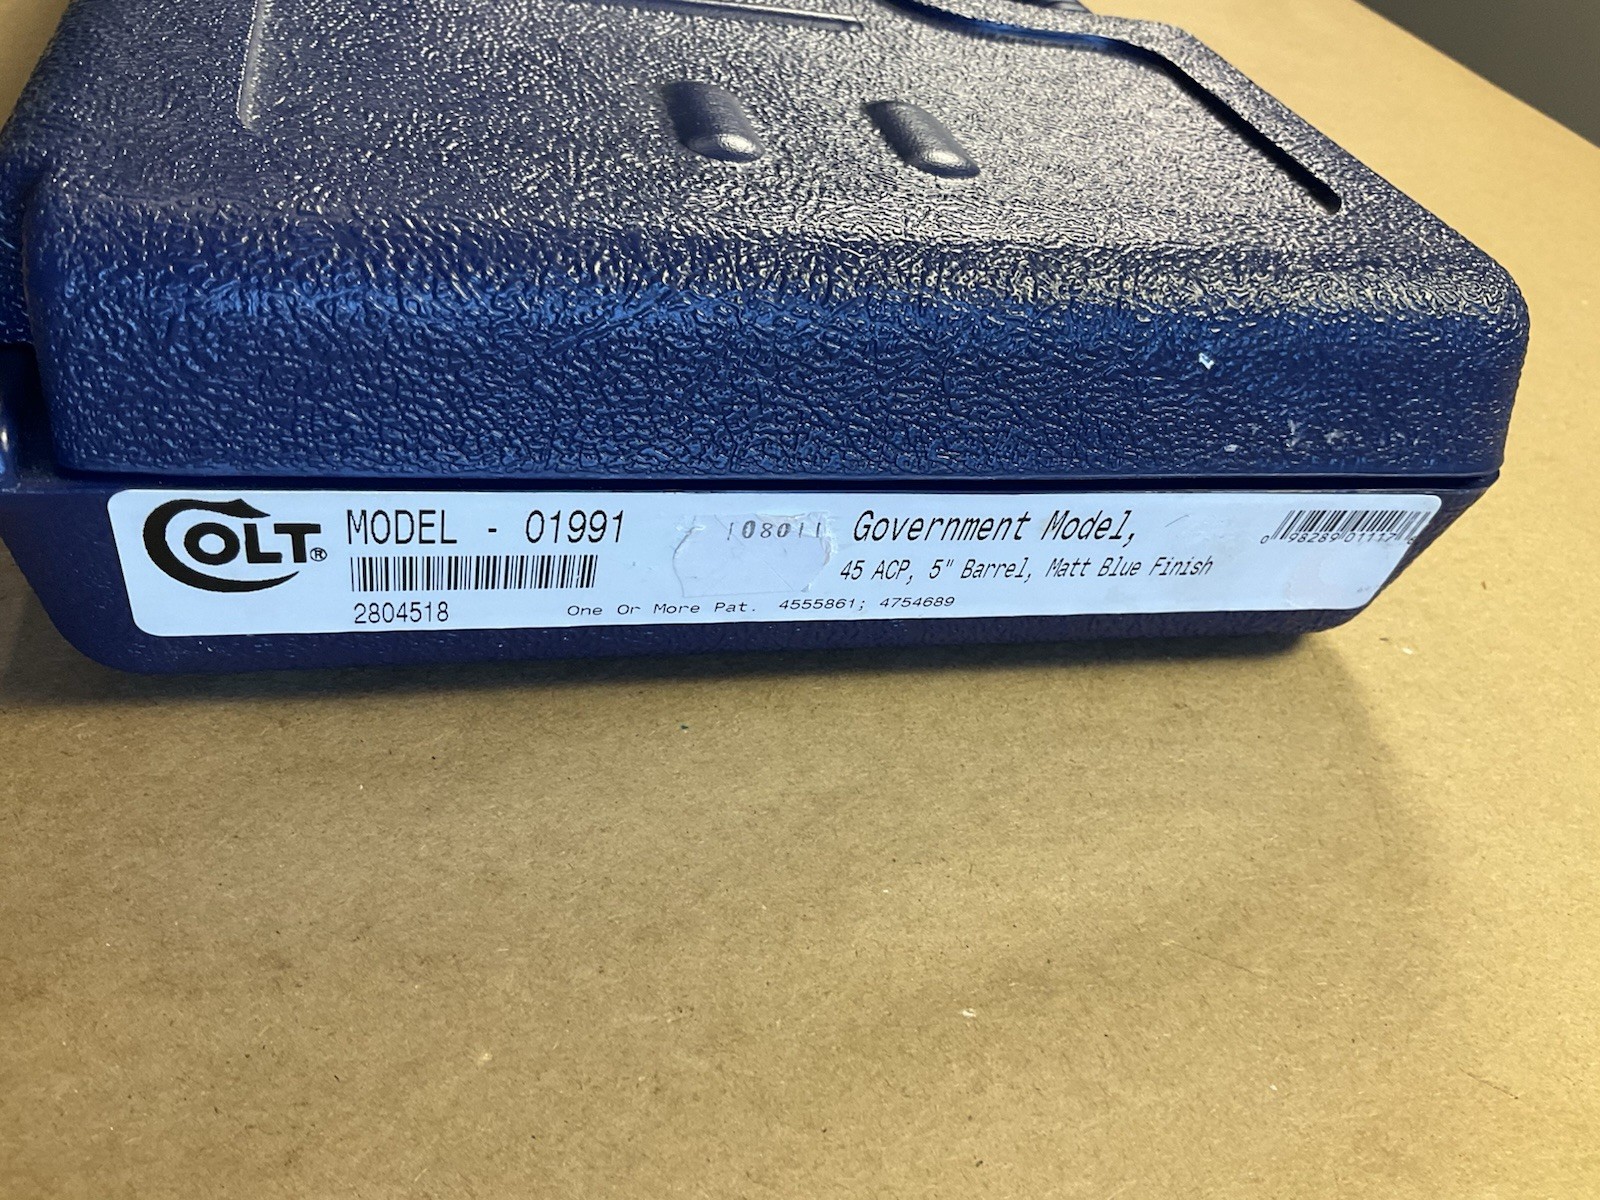 COLT® MODEL - 01991
2804518
108011
Government Model,
45 ACP, 5" Barrel, Matt Blue Finish
One Or More Pat. 4555861; 4754689